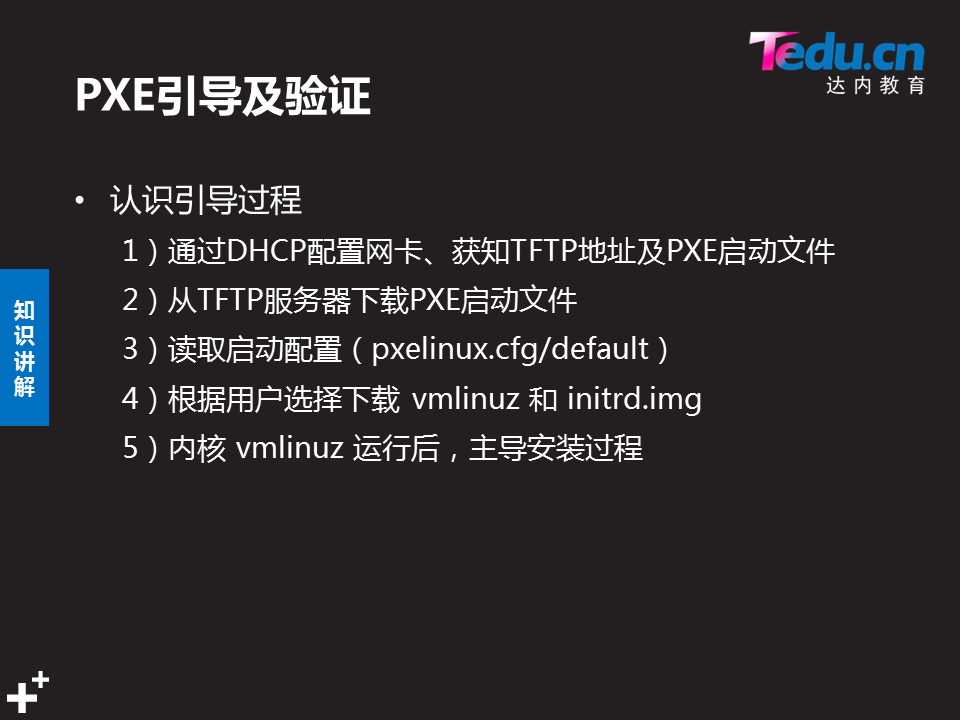 Tedu.cn
达内教育
PXE引导及验证
• 认识引导过程
1）通过DHCP配置网卡、获知TFTP地址及PXE启动文件
2）从TFTP服务器下载PXE启动文件
3）读取启动配置（pxelinux.cfg/default）
4）根据用户选择下载 vmlinuz 和 initrd.img
5）内核 vmlinuz 运行后，主导安装过程
知识讲解